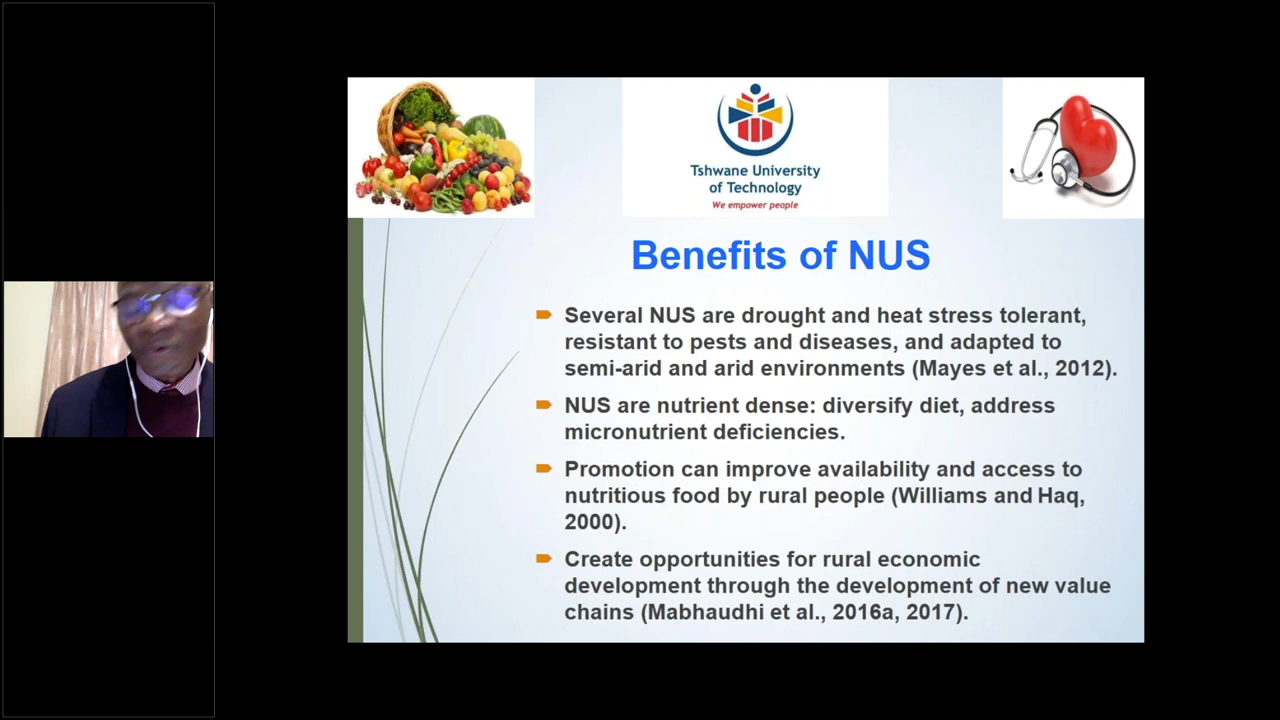 Tshwane University
of Technology
We empower people
Benefits of NUS
Several NUS are drought and heat stress tolerant,
resistant to pests and diseases, and adapted to
semi-arid and arid environments (Mayes et al., 2012).
NUS are nutrient dense: diversify diet, address
micronutrient deficiencies.
Promotion can improve availability and access to
nutritious food by rural people (Williams and Haq,
2000).
Create opportunities for rural economic
development through the development of new value
chains (Mabhaudhi et al., 2016a, 2017).